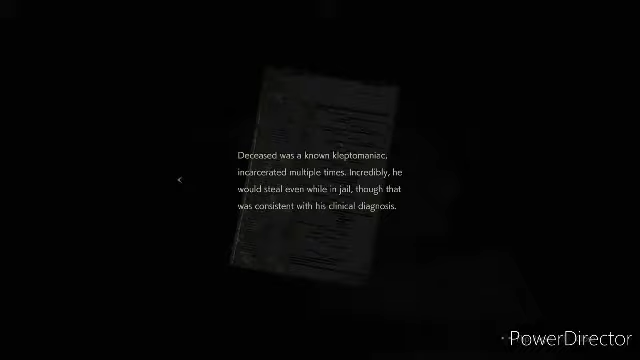 Deceased was a known kleptomaniac,
incarcerated multiple times. Incredibly, he
would steal even while in jail, though that
was consistent with his clinical diagnosis.
PowerDirector